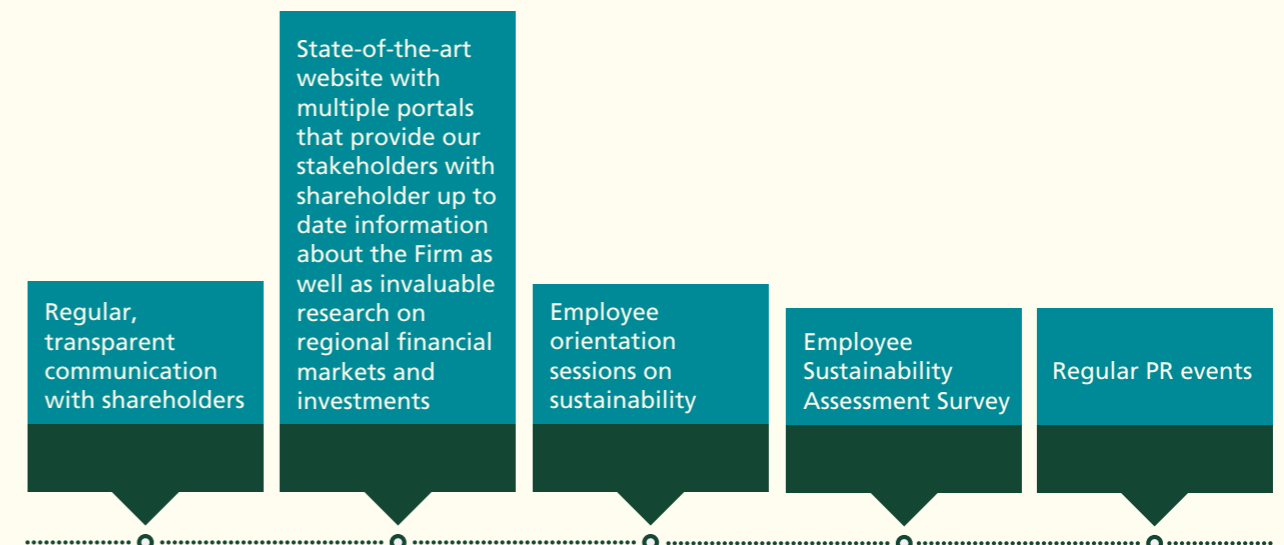 Regular,
transparent
communication
with shareholders
State-of-the-art
website with
multiple portals
that provide our
stakeholders with
shareholder up to
date information
about the Firm as
well as invaluable
research on
regional financial
markets and
investments
Employee
orientation
sessions on
sustainability
Employee
Sustainability
Assessment Survey
Regular PR events